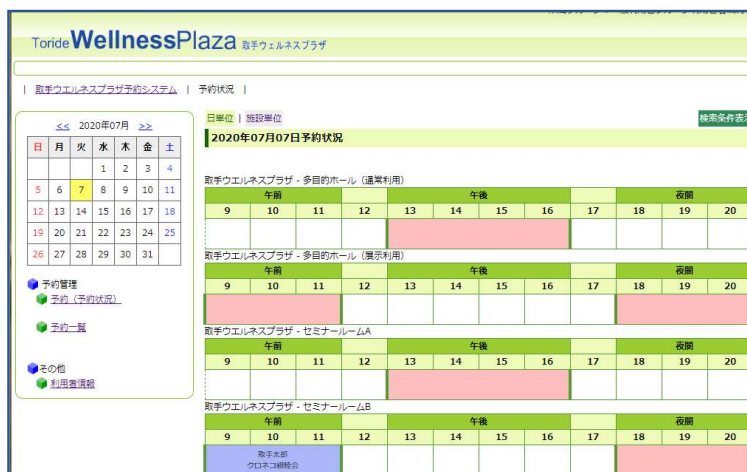 Toride WellnessPlaza 取手ウェルネスプラザ
| 取手ウエルネスプラザ予約システム | 予約状況 |
<< 2020年07月 >>
日 月 火 水 木 金 土
1 2 3 4
5 6 7 8 9 10 11
12 13 14 15 16 17 18
19 20 21 22 23 24 25
26 27 28 29 30 31
予約管理
予約（予約状況）
予約一覧
その他
利用者情報
日単位 | 施設単位
検索条件表
2020年07月07日予約状況
取手ウエルネスプラザ - 多目的ホール（通常利用）
午前 午後 夜間
9 10 11 12 13 14 15 16 17 18 19 20
取手ウエルネスプラザ - 多目的ホール（展示利用）
午前 午後 夜間
9 10 11 12 13 14 15 16 17 18 19 20
取手ウエルネスプラザ - セミナールームA
午前 午後 夜間
9 10 11 12 13 14 15 16 17 18 19 20
取手ウエルネスプラザ - セミナールームB
午前 午後 夜間
9 10 11 12 13 14 15 16 17 18 19 20
取手太郎
クロネコ親睦会